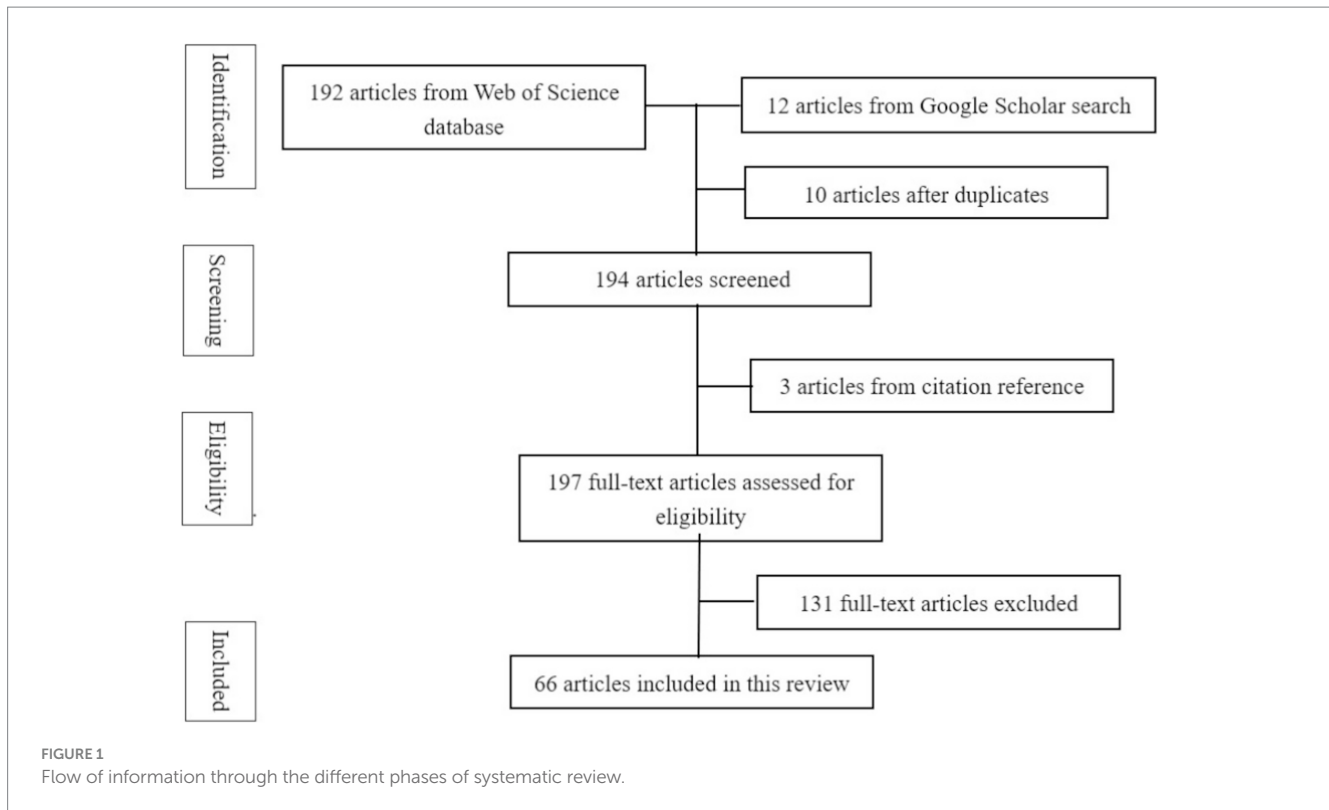 Identification
192 articles from Web of Science
database
12 articles from Google Scholar search
10 articles after duplicates
Screening
194 articles screened
3 articles from citation reference
Eligibility
197 full-text articles assessed for
eligibility
131 full-text articles excluded
Included
66 articles included in this review
FIGURE 1
Flow of information through the different phases of systematic review.